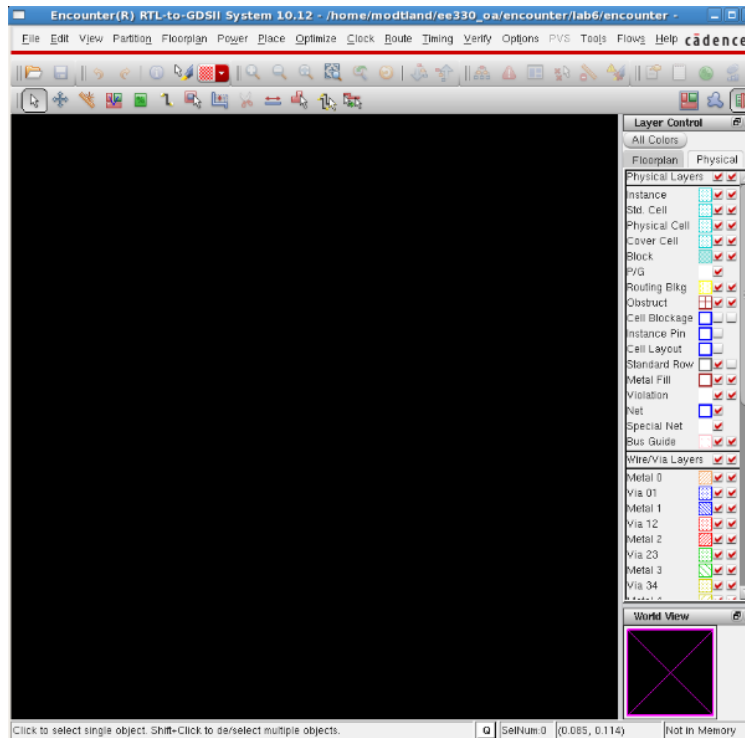 Encounter(R) RTL-to-GDSII System 10.12 - /home/modtland/ee330_oa/encounter/lab6/encounter -
File Edit View Partition Floorplan Power Place Optimize Clock Route Timing Verify Options PVS Tools Flows Help cādence
Layer Control
All Colors
Floorplan Physical
Physical Layers
Instance
Std. Cell
Physical Cell
Cover Cell
Block
P/G
Routing Blkg
Obstruct
Cell Blockage
Instance Pin
Cell Layout
Standard Row
Metal Fill
Violation
Net
Special Net
Bus Guide
Wire/Via Layers
Metal 0
Via 01
Metal 1
Via 12
Metal 2
Via 23
Metal 3
Via 34
World View
Click to select single object. Shift+Click to de/select multiple objects. Q SelNum:0 (0.085, 0.114) Not in Memory